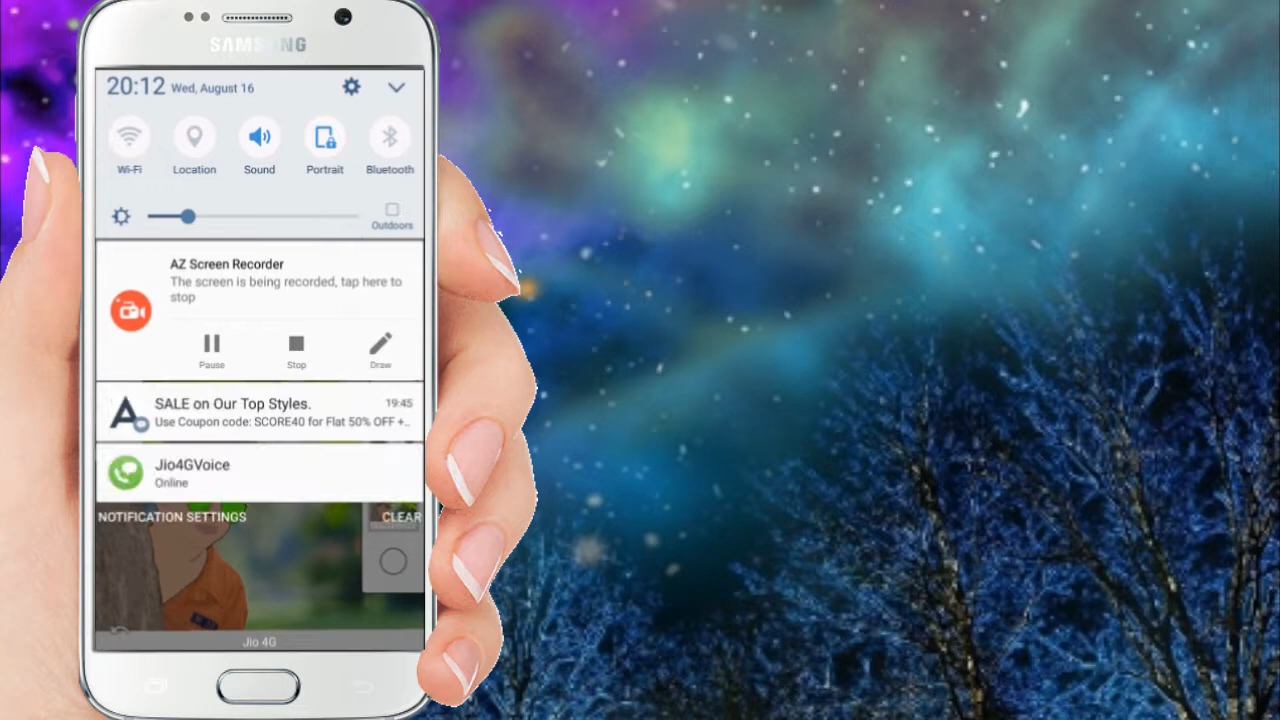 SAMSUNG
20:12 Wed, August 16
Wi-Fi Location Sound Portrait Bluetooth
Outdoors
AZ Screen Recorder
The screen is being recorded, tap here to
stop
Pause Stop Draw
SALE on Our Top Styles. 19:45
Use Coupon code: SCORE40 for Flat 50% OFF +..
Jio4GVoice
Online
NOTIFICATION SETTINGS CLEAR
Jio 4G